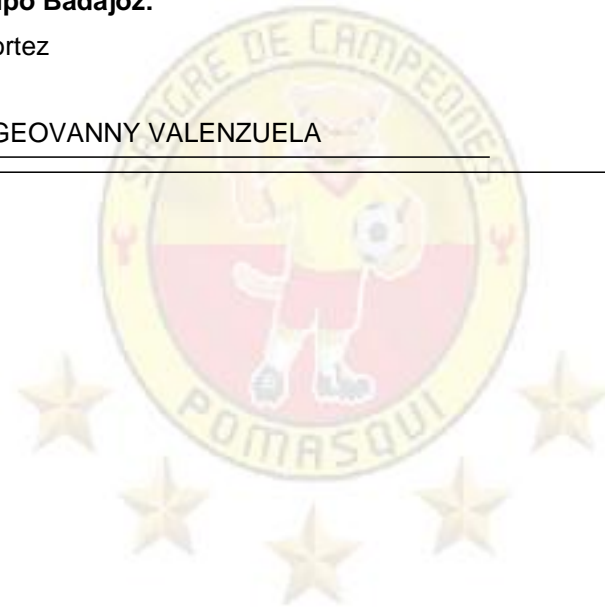 po Badajoz.
ortez
GEOVANNY VALENZUELA
SANGRE DE CAMPEONES
POMASQUI